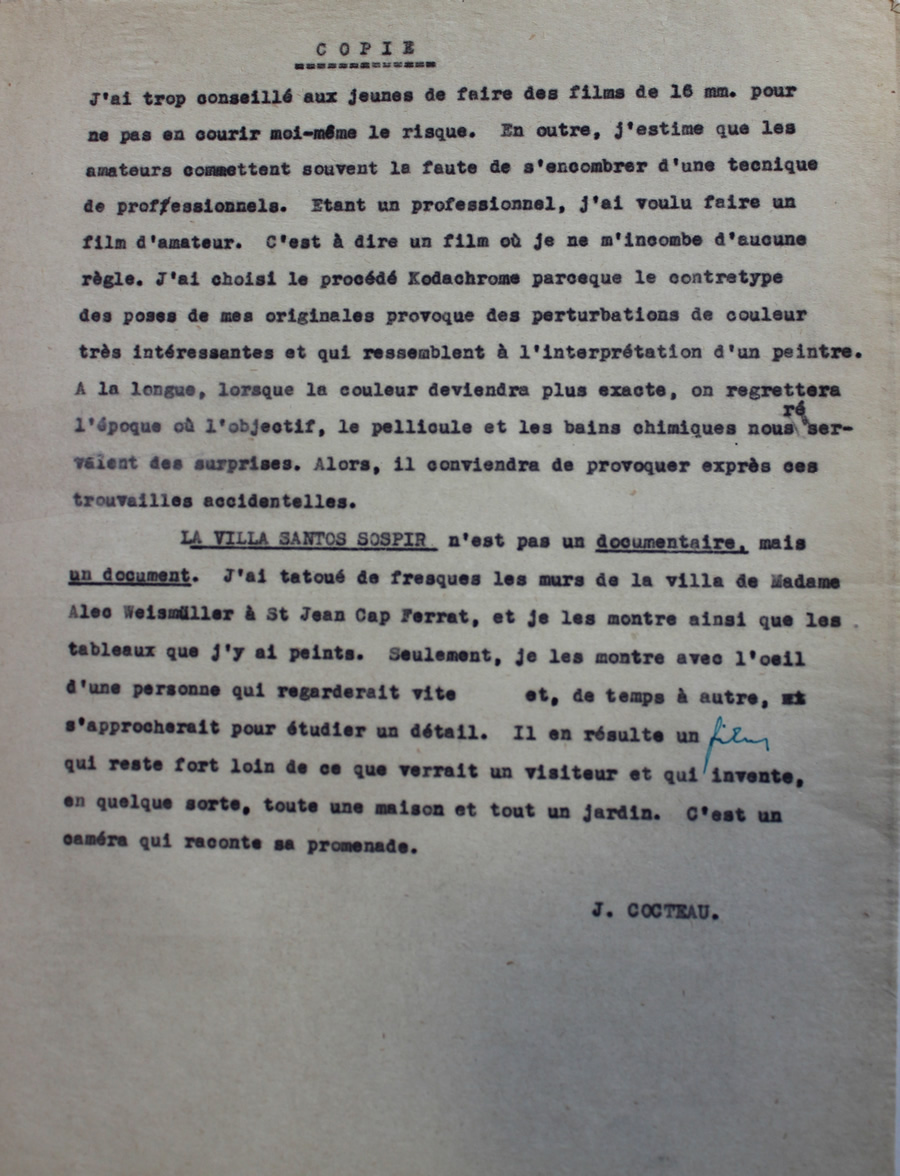 C O P I E
============
J'ai trop conseillé aux jeunes de faire des films de 16 mm. pour
ne pas en courir moi-même le risque. En outre, j'estime que les
amateurs commettent souvent la faute de s'encombrer d'une tecnique
de proffessionnels. Etant un professionnel, j'ai voulu faire un
film d'amateur. C'est à dire un film où je ne m'incombe d'aucune
règle. J'ai choisi le procédé Kodachrome parceque le contretype
des poses de mes originales provoque des perturbations de couleur
très intéressantes et qui ressemblent à l'interprétation d'un peintre.
A la longue, lorsque la couleur deviendra plus exacte, on regrettera
l'époque où l'objectif, le pellicule et les bains chimiques nous réser-
vaient des surprises. Alors, il conviendra de provoquer exprès ces
trouvailles accidentelles.
LA VILLA SANTOS SOSPIR n'est pas un documentaire, mais
un document. J'ai tatoué de fresques les murs de la villa de Madame
Alec Weismüller à St Jean Cap Ferrat, et je les montre ainsi que les
tableaux que j'y ai peints. Seulement, je les montre avec l'oeil
d'une personne qui regarderait vite et, de temps à autre,
s'approcherait pour étudier un détail. Il en résulte un film
qui reste fort loin de ce que verrait un visiteur et qui invente,
en quelque sorte, toute une maison et tout un jardin. C'est un
caméra qui raconte sa promenade.
J. COCTEAU.